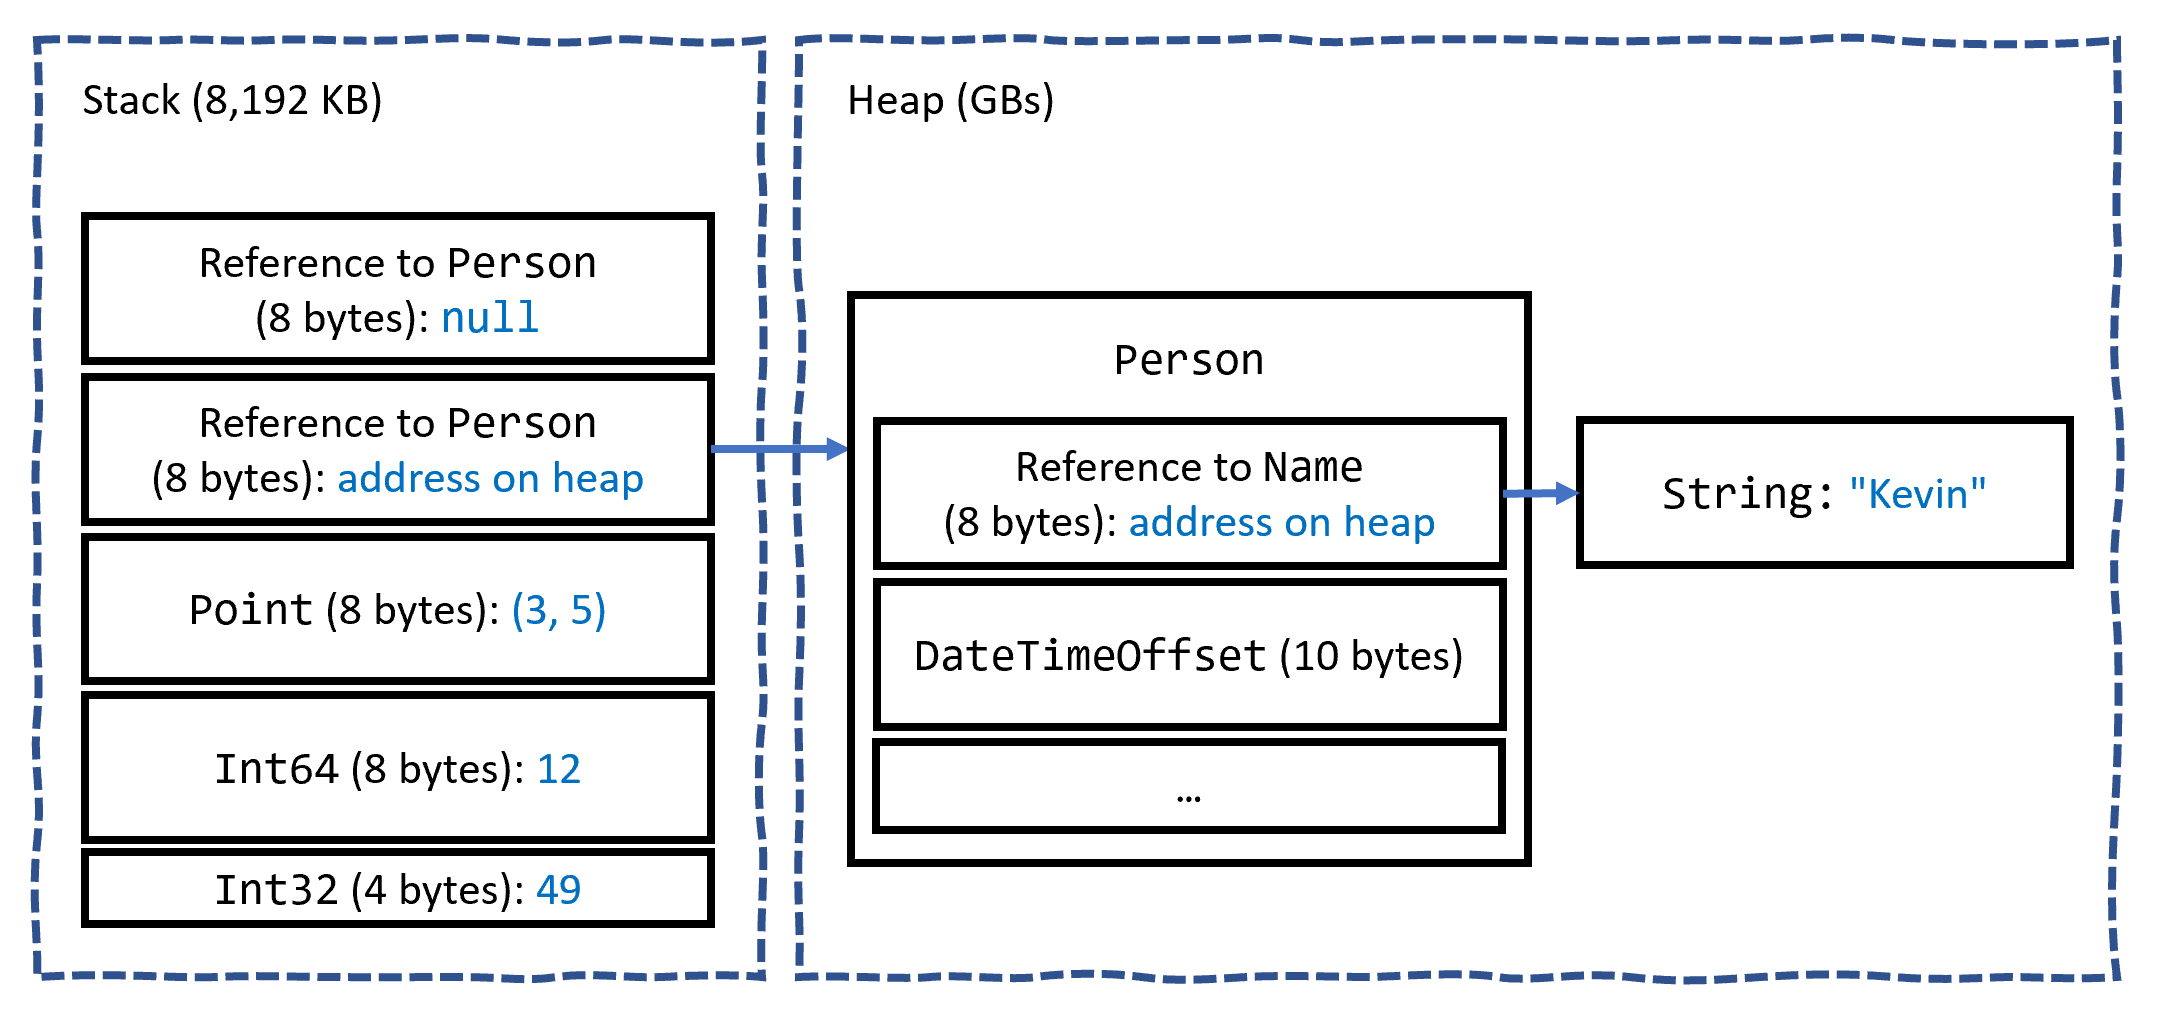 Stack (8,192 KB)
Reference to Person
(8 bytes): null
Reference to Person
(8 bytes): address on heap
Point (8 bytes): (3, 5)
Int64 (8 bytes): 12
Int32 (4 bytes): 49
Heap (GBs)
Person
Reference to Name
(8 bytes): address on heap
DateTimeOffset (10 bytes)
…
String: "Kevin"